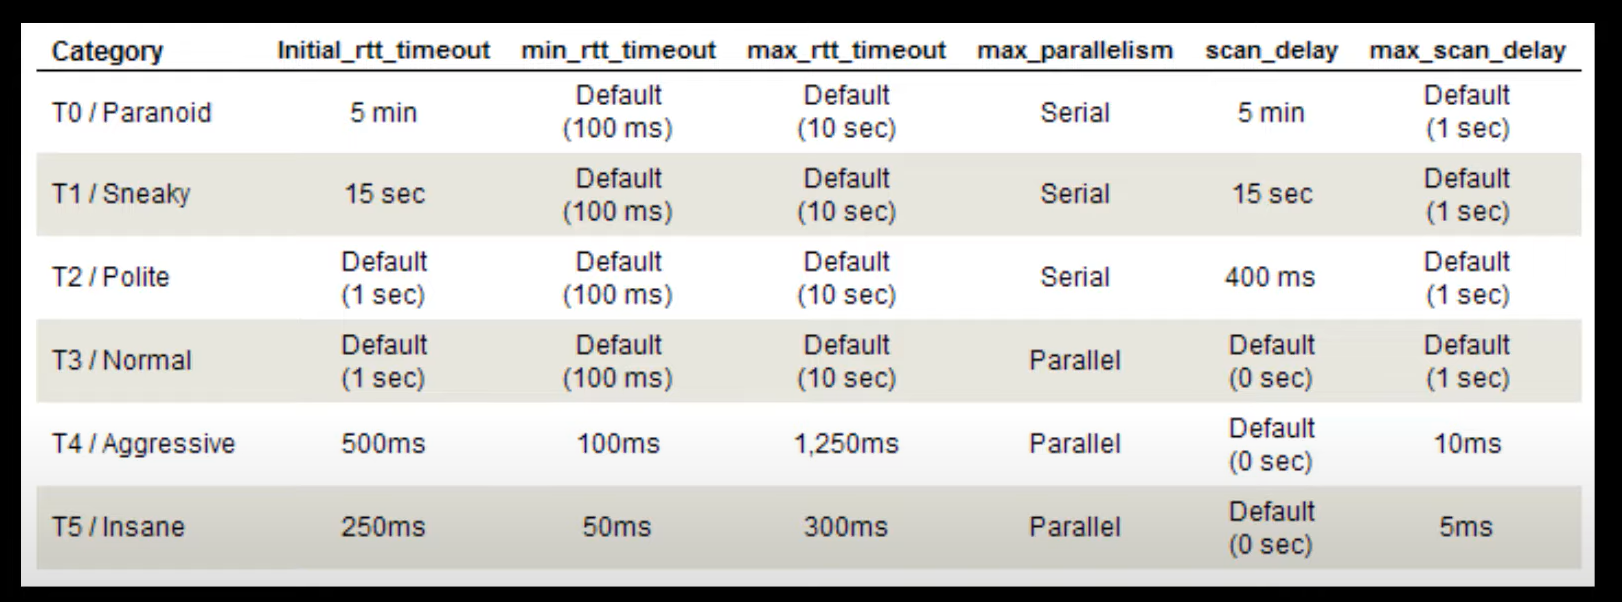 Category Initial_rtt_timeout min_rtt_timeout max_rtt_timeout max_parallelism scan_delay max_scan_delay
T0 / Paranoid 5 min Default (100 ms) Default (10 sec) Serial 5 min Default (1 sec)
T1 / Sneaky 15 sec Default (100 ms) Default (10 sec) Serial 15 sec Default (1 sec)
T2 / Polite Default (1 sec) Default (100 ms) Default (10 sec) Serial 400 ms Default (1 sec)
T3 / Normal Default (1 sec) Default (100 ms) Default (10 sec) Parallel Default (0 sec) Default (1 sec)
T4 / Aggressive 500ms 100ms 1,250ms Parallel Default (0 sec) 10ms
T5 / Insane 250ms 50ms 300ms Parallel Default (0 sec) 5ms